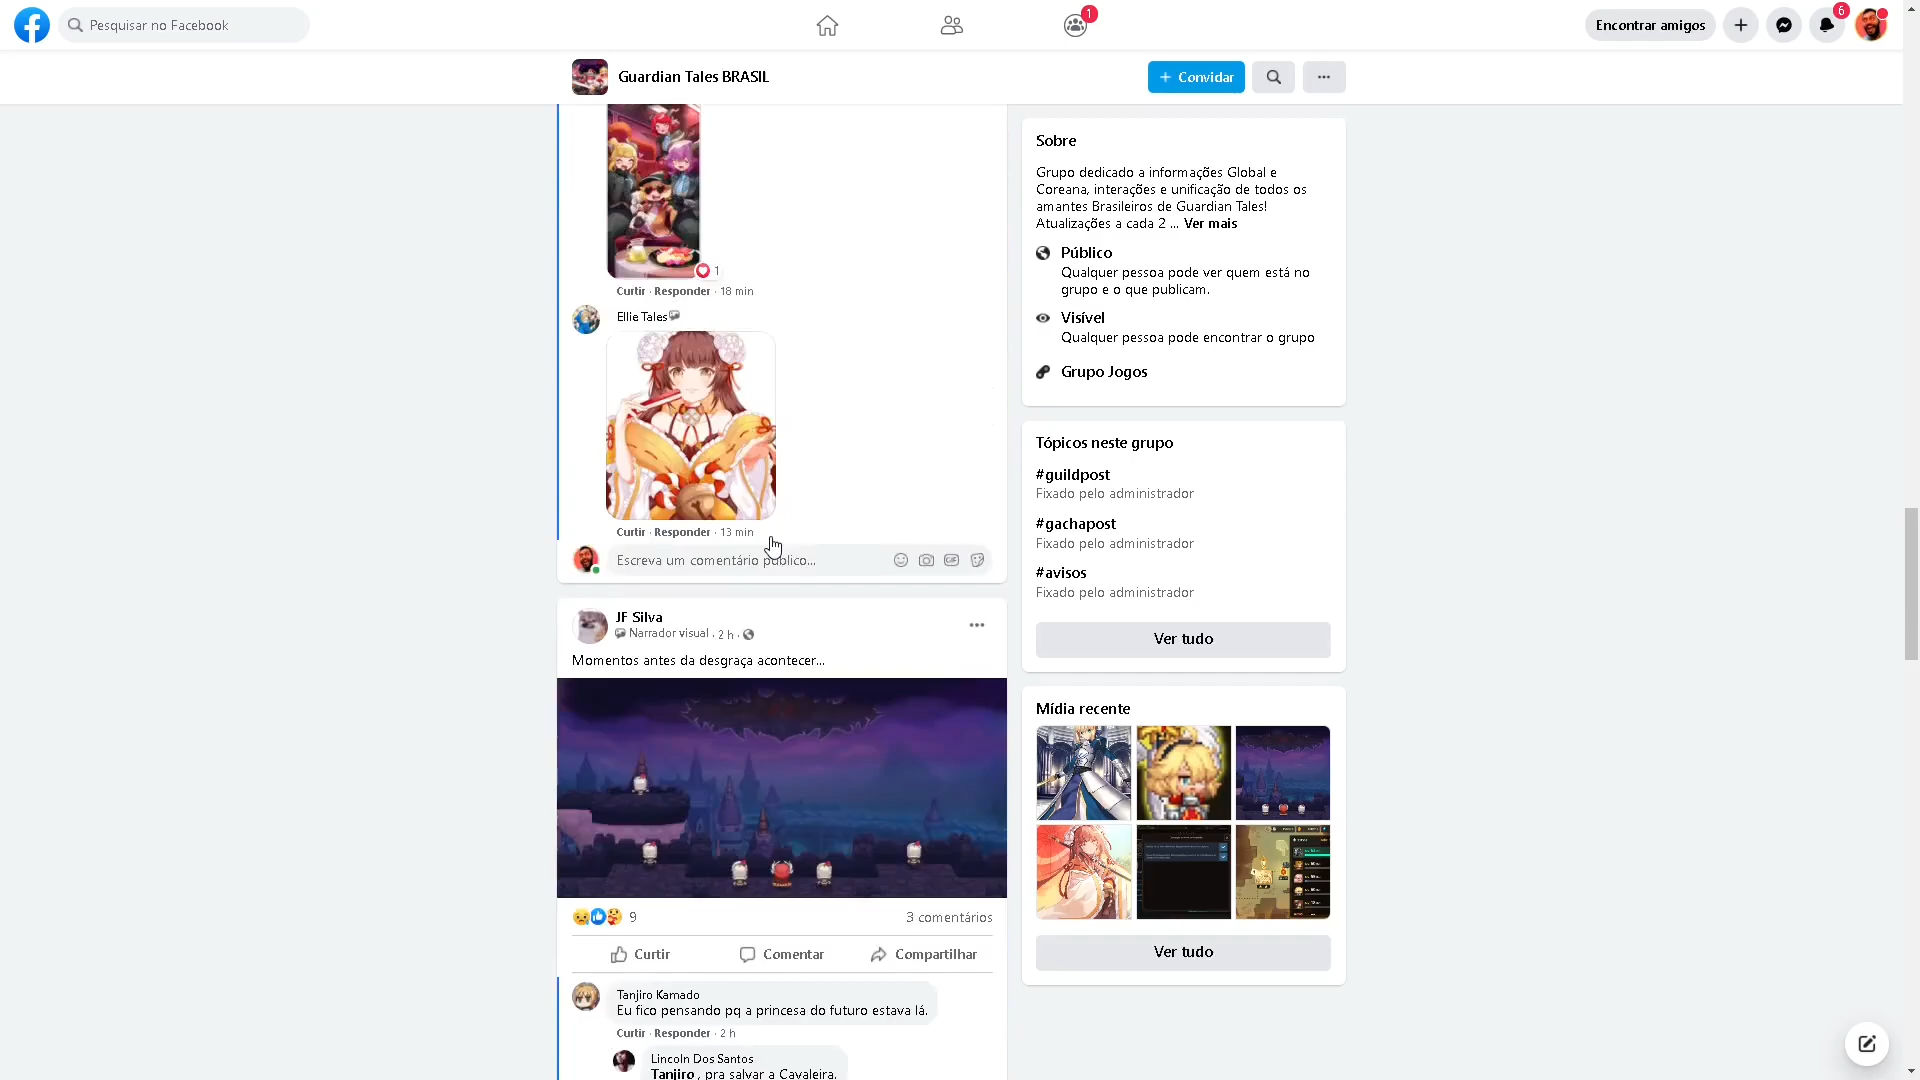 Pesquisar no Facebook
1
Encontrar amigos
6
Guardian Tales BRASIL
Convidar
1
Curtir · Responder · 18 min
Ellie Tales
Curtir · Responder · 13 min
Escreva um comentário público...
GIF
JF Silva
Narrador visual · 2 h ·
Momentos antes da desgraça acontecer...
9
3 comentários
Curtir
Comentar
Compartilhar
Tanjiro Kamado
Eu fico pensando pq a princesa do futuro estava lá.
Curtir · Responder · 2 h
Lincoln Dos Santos
Tanjiro , pra salvar a Cavaleira.
Sobre
Grupo dedicado a informações Global e
Coreana, interações e unificação de todos os
amantes Brasileiros de Guardian Tales!
Atualizações a cada 2 ... Ver mais
Público
Qualquer pessoa pode ver quem está no
grupo e o que publicam.
Visível
Qualquer pessoa pode encontrar o grupo
Grupo Jogos
Tópicos neste grupo
#guildpost
Fixado pelo administrador
#gachapost
Fixado pelo administrador
#avisos
Fixado pelo administrador
Ver tudo
Mídia recente
Ver tudo